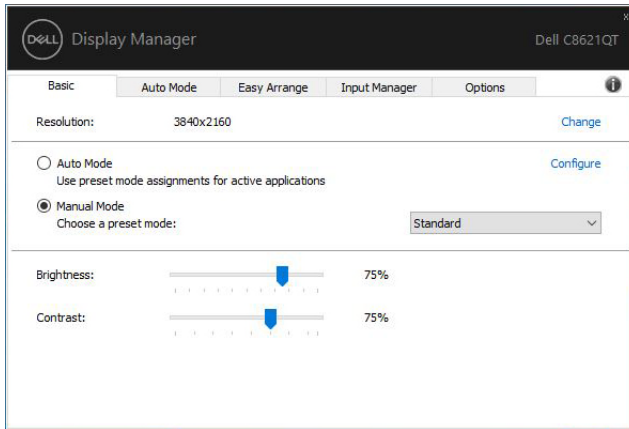 DELL Display Manager
Dell C8621QT
Basic
Auto Mode
Easy Arrange
Input Manager
Options
Resolution: 3840x2160 Change
Auto Mode Configure
Use preset mode assignments for active applications
Manual Mode
Choose a preset mode: Standard
Brightness: 75%
Contrast: 75%